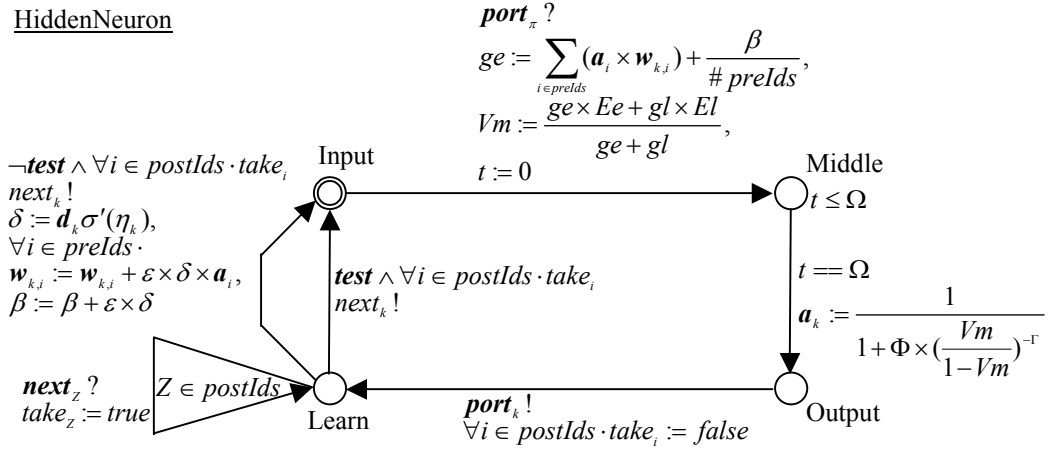 HiddenNeuron
port_π ?
ge := ∑_{i∈preIds} (a_i × w_{k,i}) + β / # preIds,
Vm := (ge × Ee + gl × El) / (ge + gl),
t := 0
Input
Middle
t ≤ Ω
¬test ∧ ∀i ∈ postIds · take_i
next_k !
δ := d_k σ'(η_k),
∀i ∈ preIds ·
w_{k,i} := w_{k,i} + ε × δ × a_i,
β := β + ε × δ
test ∧ ∀i ∈ postIds · take_i
next_k !
t == Ω
a_k := 1 / (1 + Φ × (Vm / (1 − Vm))^{−Γ})
next_Z ?
take_Z := true
Z ∈ postIds
Learn
port_k !
∀i ∈ postIds · take_i := false
Output